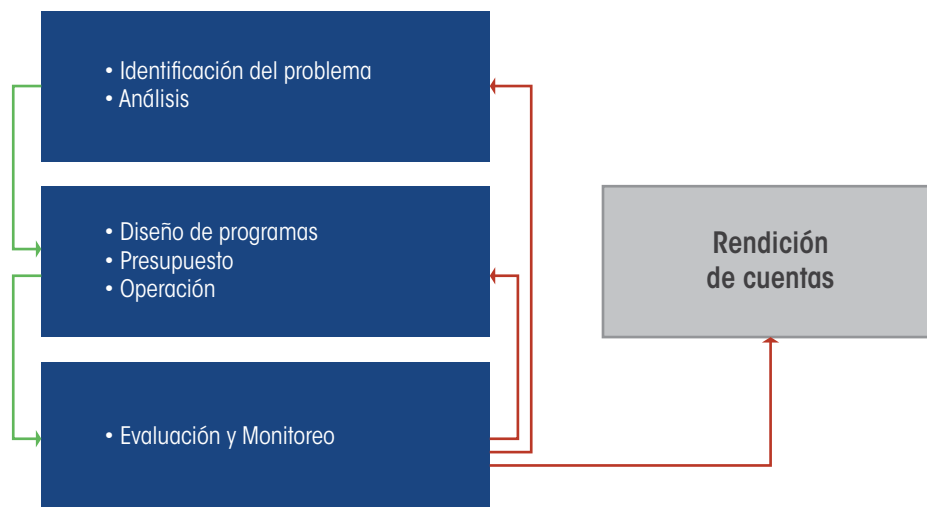 • Identificación del problema
• Análisis
• Diseño de programas
• Presupuesto
• Operación
• Evaluación y Monitoreo
Rendición
de cuentas